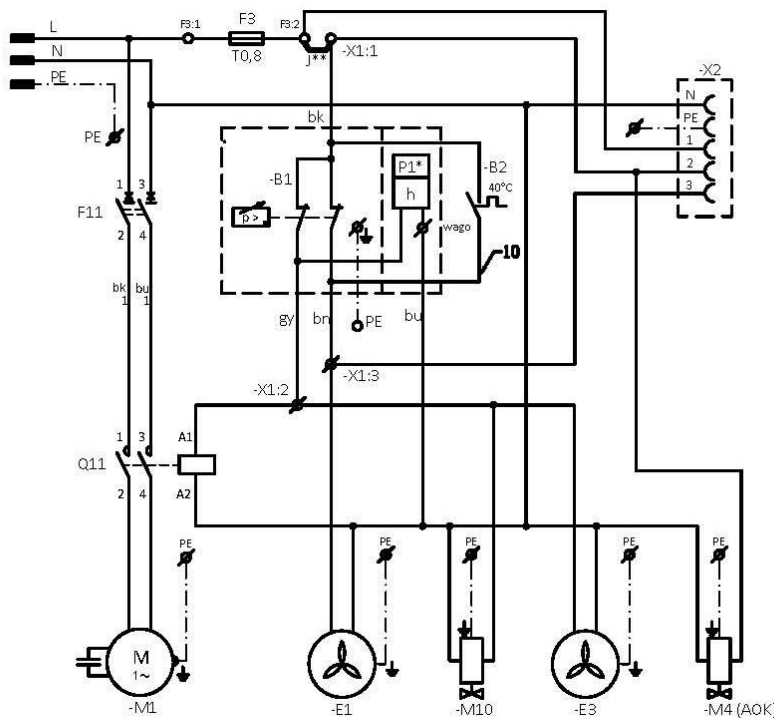 L
F3:1
F3
F3:2
T0,8
J**
-X1:1
N
PE
-X2
N
PE
1
2
3
PE
bk
P1*
h
-B2
40°C
-B1
p >
wago
10
1 3
F11
2 4
bk 1
bu 1
gy
bn
PE
bu
-X1:3
-X1:2
1 3
A1
Q11
2 4
A2
PE
PE
PE
PE
PE
M
1~
-M1
-E1
-M10
-E3
-M4 (AOK)